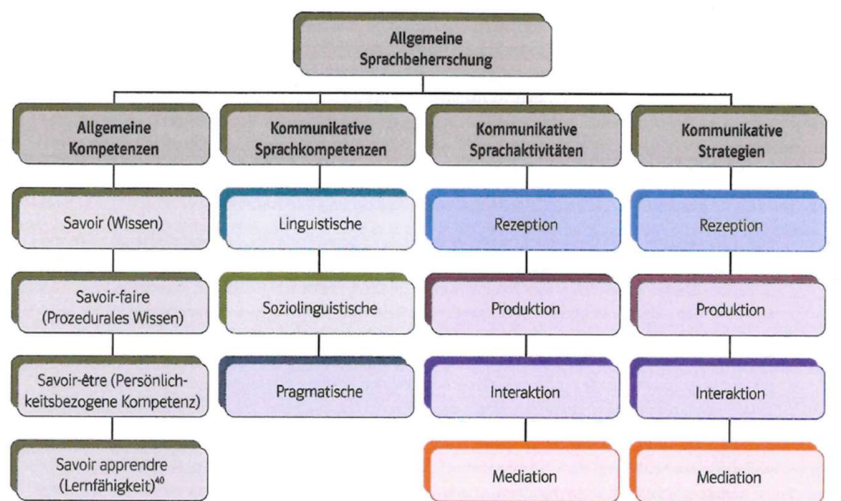 Allgemeine
Sprachbeherrschung
Allgemeine
Kompetenzen
Kommunikative
Sprachkompetenzen
Kommunikative
Sprachaktivitäten
Kommunikative
Strategien
Savoir (Wissen)
Linguistische
Rezeption
Rezeption
Savoir-faire
(Prozedurales Wissen)
Soziolinguistische
Produktion
Produktion
Savoir-être (Persönlich-
keitsbezogene Kompetenz)
Pragmatische
Interaktion
Interaktion
Savoir apprendre
(Lernfähigkeit)⁴⁰
Mediation
Mediation